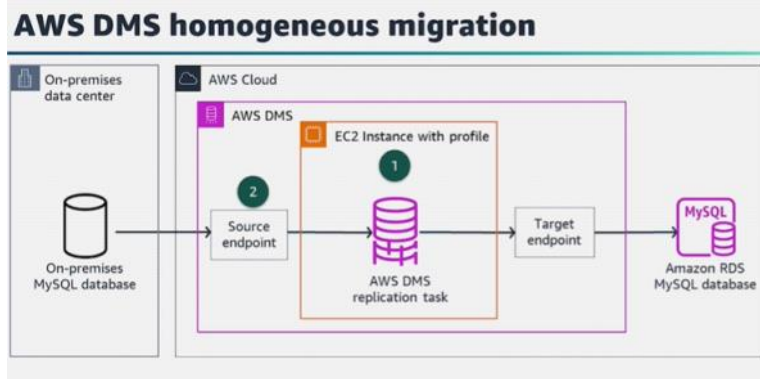 AWS DMS homogeneous migration
On-premises
data center
AWS Cloud
AWS DMS
EC2 Instance with profile
1
2
Source
endpoint
Target
endpoint
MySQL
On-premises
MySQL database
AWS DMS
replication task
Amazon RDS
MySQL database